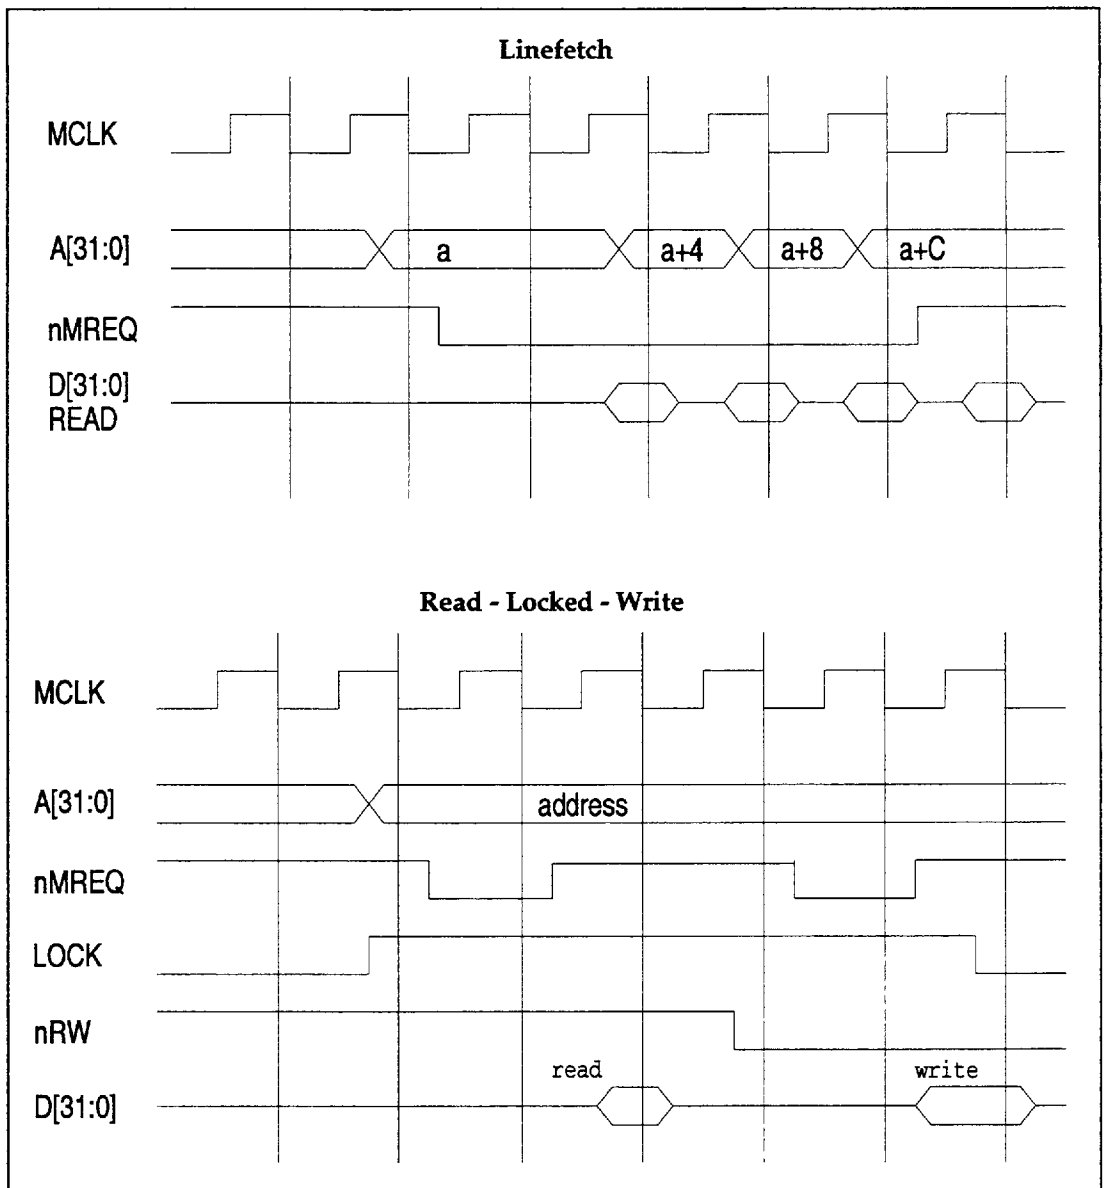 Linefetch
MCLK
A[31:0] a a+4 a+8 a+C
nMREQ
D[31:0]
READ
Read - Locked - Write
MCLK
A[31:0] address
nMREQ
LOCK
nRW
read write
D[31:0]